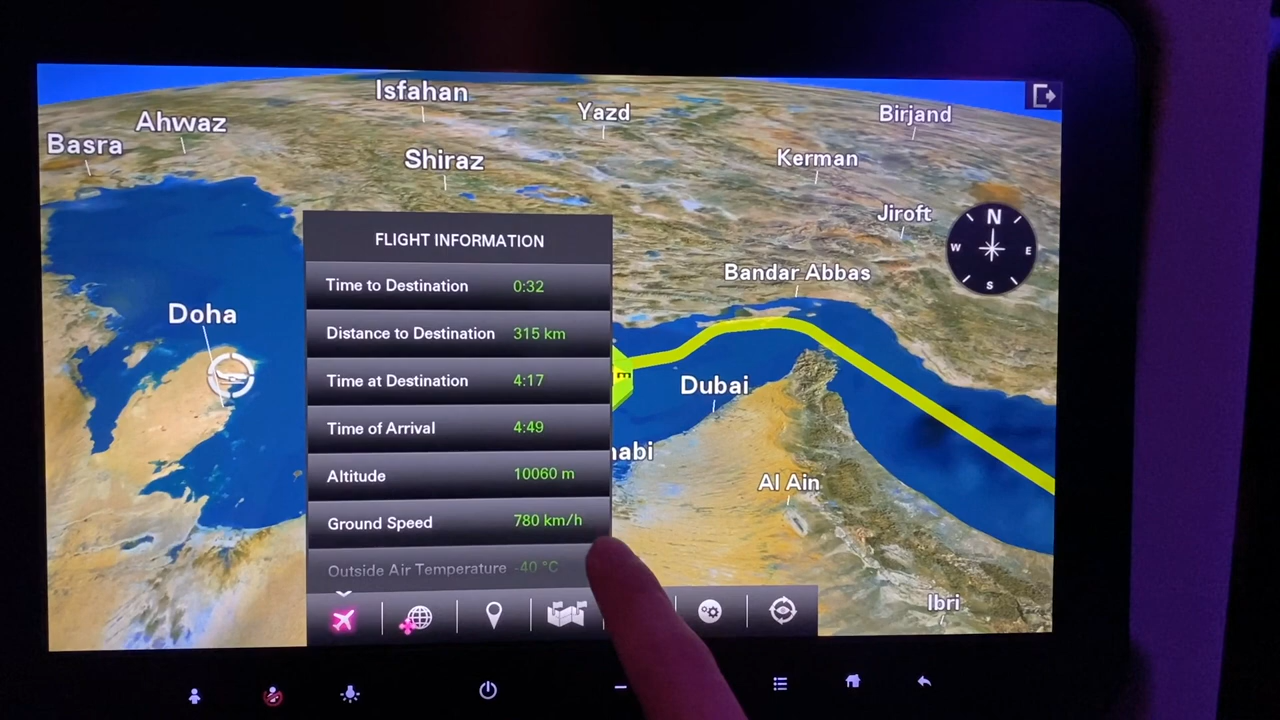 Isfahan
Yazd
Birjand
Ahwaz
Basra
Shiraz
Kerman
Jiroft
N
W
E
S
Bandar Abbas
Doha
Dubai
abi
Al Ain
Ibri
FLIGHT INFORMATION
Time to Destination 0:32
Distance to Destination 315 km
Time at Destination 4:17
Time of Arrival 4:49
Altitude 10060 m
Ground Speed 780 km/h
Outside Air Temperature -40 °C